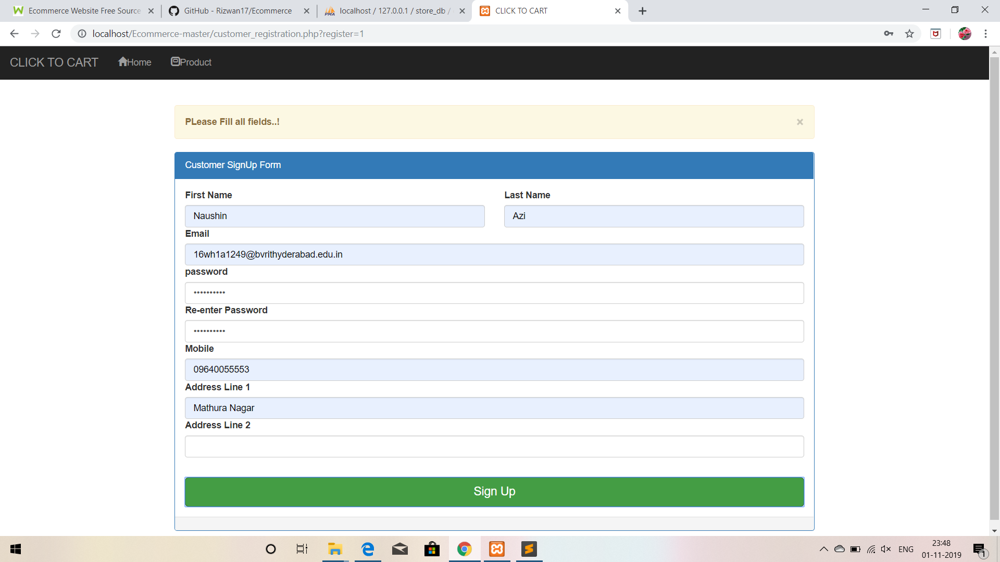 Ecommerce Website Free Source
GitHub - Rizwan17/Ecommerce
PMA
localhost / 127.0.0.1 / store_db /
CLICK TO CART
localhost/Ecommerce-master/customer_registration.php?register=1
CLICK TO CART
Home
Product
PLease Fill all fields..!
×
Customer SignUp Form
First Name
Last Name
Naushin
Azi
Email
16wh1a1249@bvrithyderabad.edu.in
password
••••••••••
Re-enter Password
••••••••••
Mobile
09640055553
Address Line 1
Mathura Nagar
Address Line 2
Sign Up
ENG
23:48
01-11-2019
1